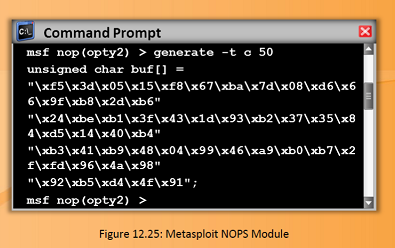 Command Prompt
msf nop(opty2) > generate -t c 50
unsigned char buf[] =
"\xf5\x3d\x05\x15\xf8\x67\xba\x7d\x08\xd6\x6
6\x9f\xb8\x2d\xb6"
"\x24\xbe\xb1\x3f\x43\x1d\x93\xb2\x37\x35\x8
4\xd5\x14\x40\xb4"
"\xb3\x41\xb9\x48\x04\x99\x46\xa9\xb0\xb7\x2
f\xfd\x96\x4a\x98"
"\x92\xb5\xd4\x4f\x91";
msf nop(opty2) >
Figure 12.25: Metasploit NOPS Module